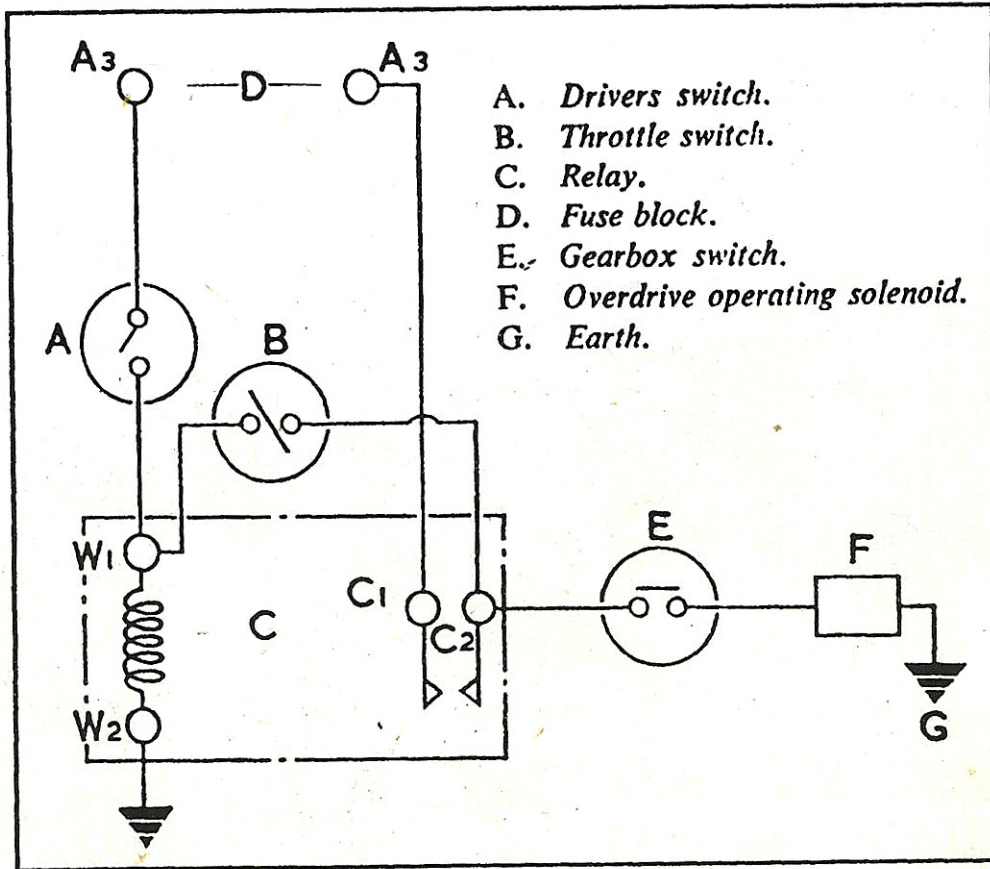 A3 D A3
A. Drivers switch.
B. Throttle switch.
C. Relay.
D. Fuse block.
E. Gearbox switch.
F. Overdrive operating solenoid.
G. Earth.
A
B
W1
E
F
C1
C
C2
W2
G